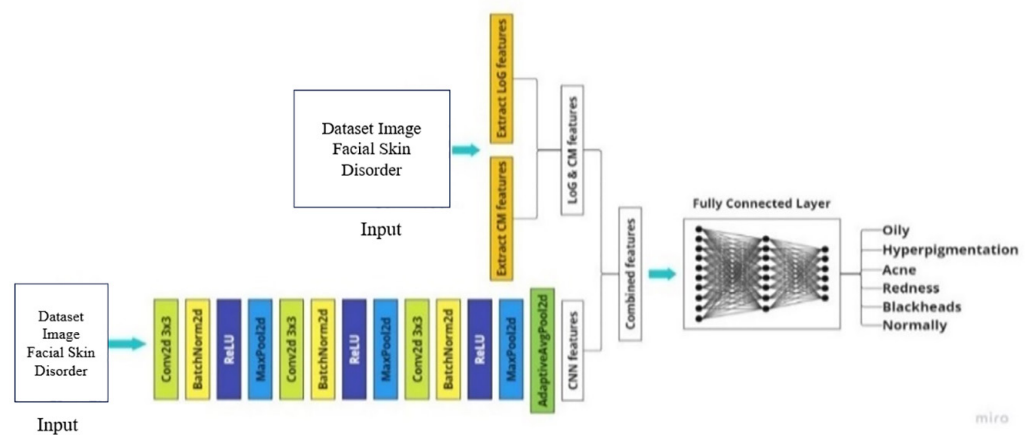 Dataset Image
Facial Skin
Disorder
Input
Extract LoG features
Extract CM features
LoG & CM features
Combined features
Fully Connected Layer
Oily
Hyperpigmentation
Acne
Redness
Blackheads
Normally
Dataset
Image
Facial Skin
Disorder
Input
Conv2d 3x3
BatchNorm2d
ReLU
MaxPool2d
Conv2d 3x3
BatchNorm2d
ReLU
MaxPool2d
Conv2d 3x3
BatchNorm2d
ReLU
MaxPool2d
AdaptiveAvgPool2d
CNN features
miro